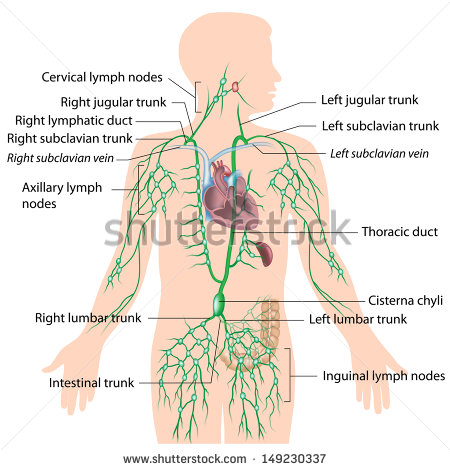 Cervical lymph nodes
Right jugular trunk
Left jugular trunk
Right lymphatic duct
Left subclavian trunk
Right subclavian trunk
Right subclavian vein
Left subclavian vein
Axillary lymph
nodes
shutterstock
Thoracic duct
Cisterna chyli
Right lumbar trunk
Left lumbar trunk
Intestinal trunk
Inguinal lymph nodes
www.shutterstock.com · 149230337